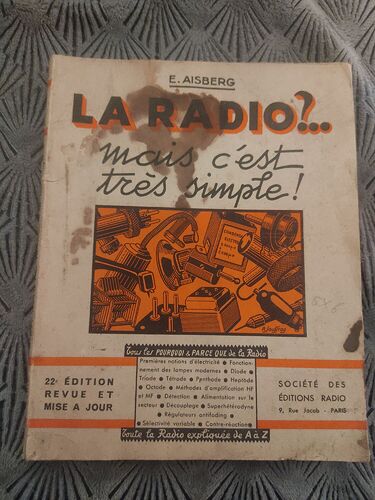 E. AISBERG
LA RADIO?..
mais c'est
très simple!
Tous les POURQUOI & PARCE QUE de la Radio
Premières notions d'électricité • Fonction-
nement des lampes modernes • Diode •
Triode • Tétrode • Penthode • Heptode
• Octode • Méthodes d'amplification HF
et MF • Détection • Alimentation sur le
secteur • Découplage • Superhétérodyne
• Régulateurs antifading •
Sélectivité variable • Contre-réaction
Toute la Radio expliquée de A à Z
22e ÉDITION
REVUE ET
MISE A JOUR
SOCIÉTÉ DES
ÉDITIONS RADIO
9, Rue Jacob - PARIS